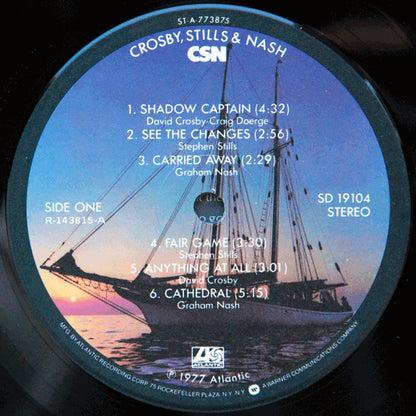 ST-A-773875
CROSBY, STILLS & NASH
CSN
1. SHADOW CAPTAIN (4:32)
David Crosby-Craig Doerge
2. SEE THE CHANGES (2:56)
Stephen Stills
3. CARRIED AWAY (2:29)
Graham Nash
SIDE ONE
R-143815-A
SD 19104
STEREO
4. FAIR GAME (3:30)
Stephen Stills
5. ANYTHING AT ALL (3:01)
David Crosby
6. CATHEDRAL (5:15)
Graham Nash
ATLANTIC
℗ 1977 Atlantic
MFG. BY ATLANTIC RECORDING CORP. 75 ROCKEFELLER PLAZA N.Y. N.Y. A WARNER COMMUNICATIONS COMPANY